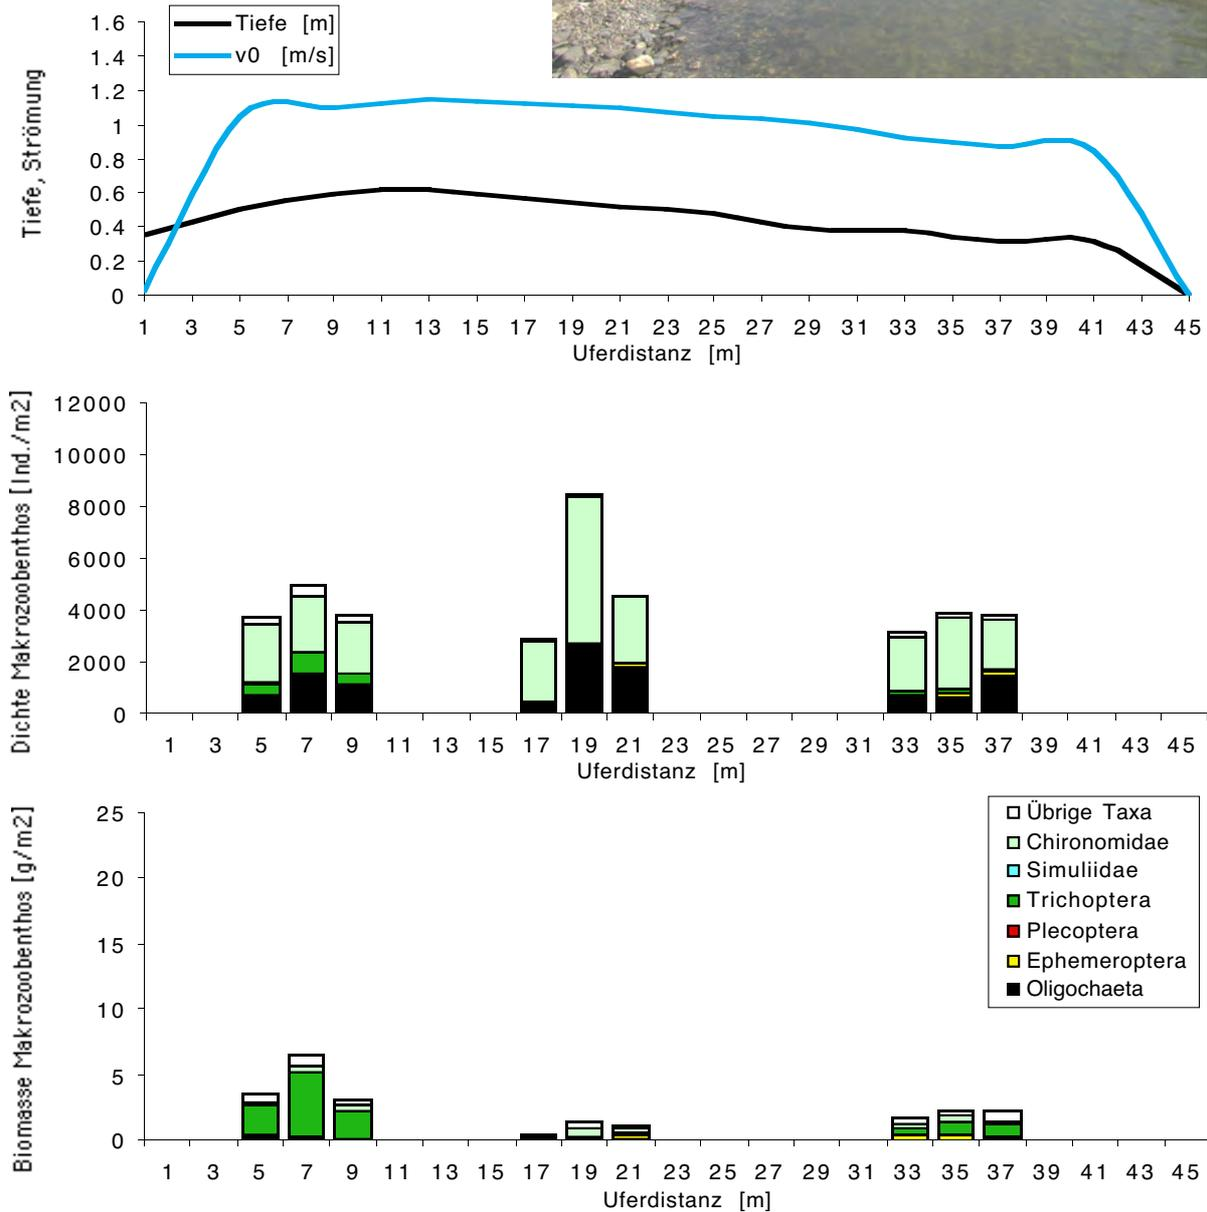 Tiefe [m]
v0 [m/s]
Tiefe, Strömung
1.6
1.4
1.2
1
0.8
0.6
0.4
0.2
0
1 3 5 7 9 11 13 15 17 19 21 23 25 27 29 31 33 35 37 39 41 43 45
Uferdistanz [m]
Dichte Makrozoobenthos [Ind./m2]
12000
10000
8000
6000
4000
2000
0
1 3 5 7 9 11 13 15 17 19 21 23 25 27 29 31 33 35 37 39 41 43 45
Uferdistanz [m]
Biomasse Makrozoobenthos [g/m2]
25
20
15
10
5
0
Übrige Taxa
Chironomidae
Simuliidae
Trichoptera
Plecoptera
Ephemeroptera
Oligochaeta
1 3 5 7 9 11 13 15 17 19 21 23 25 27 29 31 33 35 37 39 41 43 45
Uferdistanz [m]